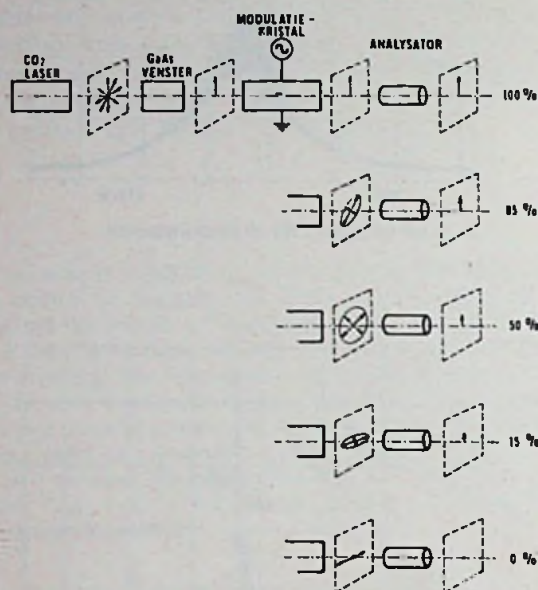 MODULATIE-
KRISTAL
ANALYSATOR
CO2
LASER
GaAs
VENSTER
100 %
85 %
50 %
15 %
0 %